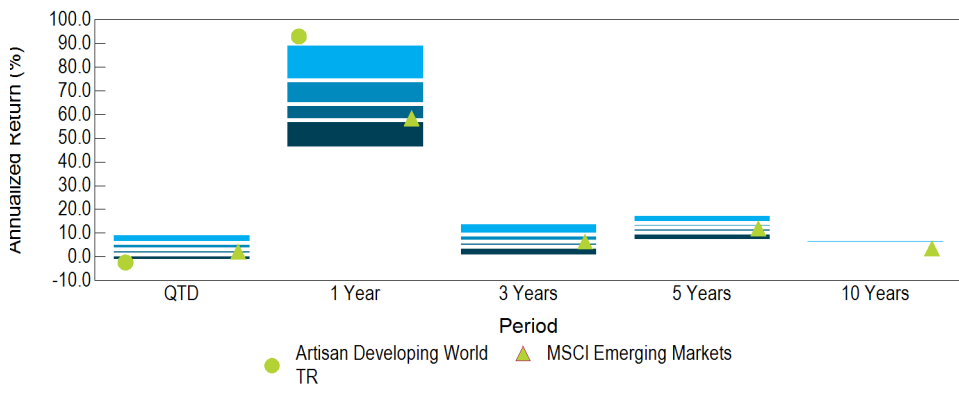 100.0
90.0
80.0
70.0
60.0
50.0
40.0
30.0
20.0
10.0
0.0
-10.0
Annualized Return (%)
QTD 1 Year 3 Years 5 Years 10 Years
Period
Artisan Developing World MSCI Emerging Markets
TR